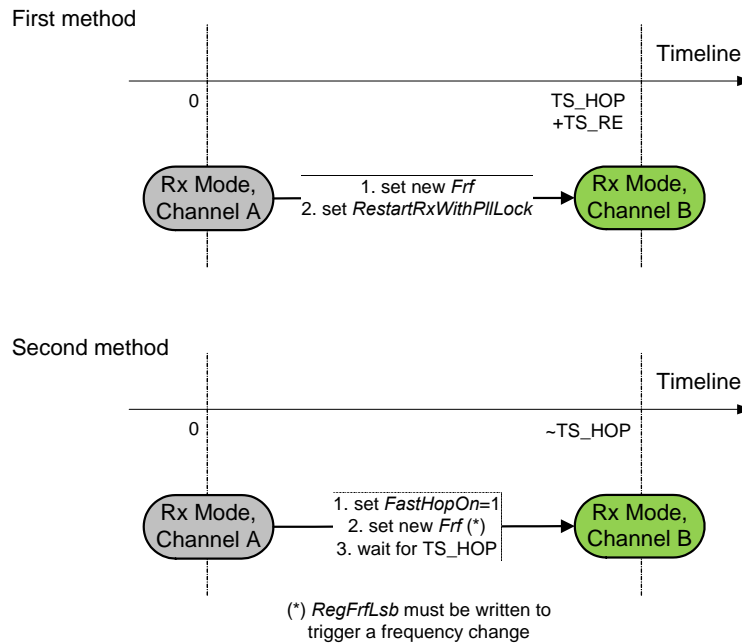 First method
Timeline
0
TS_HOP
+TS_RE
Rx Mode,
Channel A
1. set new Frf
2. set RestartRxWithPllLock
Rx Mode,
Channel B
Second method
Timeline
0
~TS_HOP
Rx Mode,
Channel A
1. set FastHopOn=1
2. set new Frf (*)
3. wait for TS_HOP
Rx Mode,
Channel B
(*) RegFrfLsb must be written to
trigger a frequency change